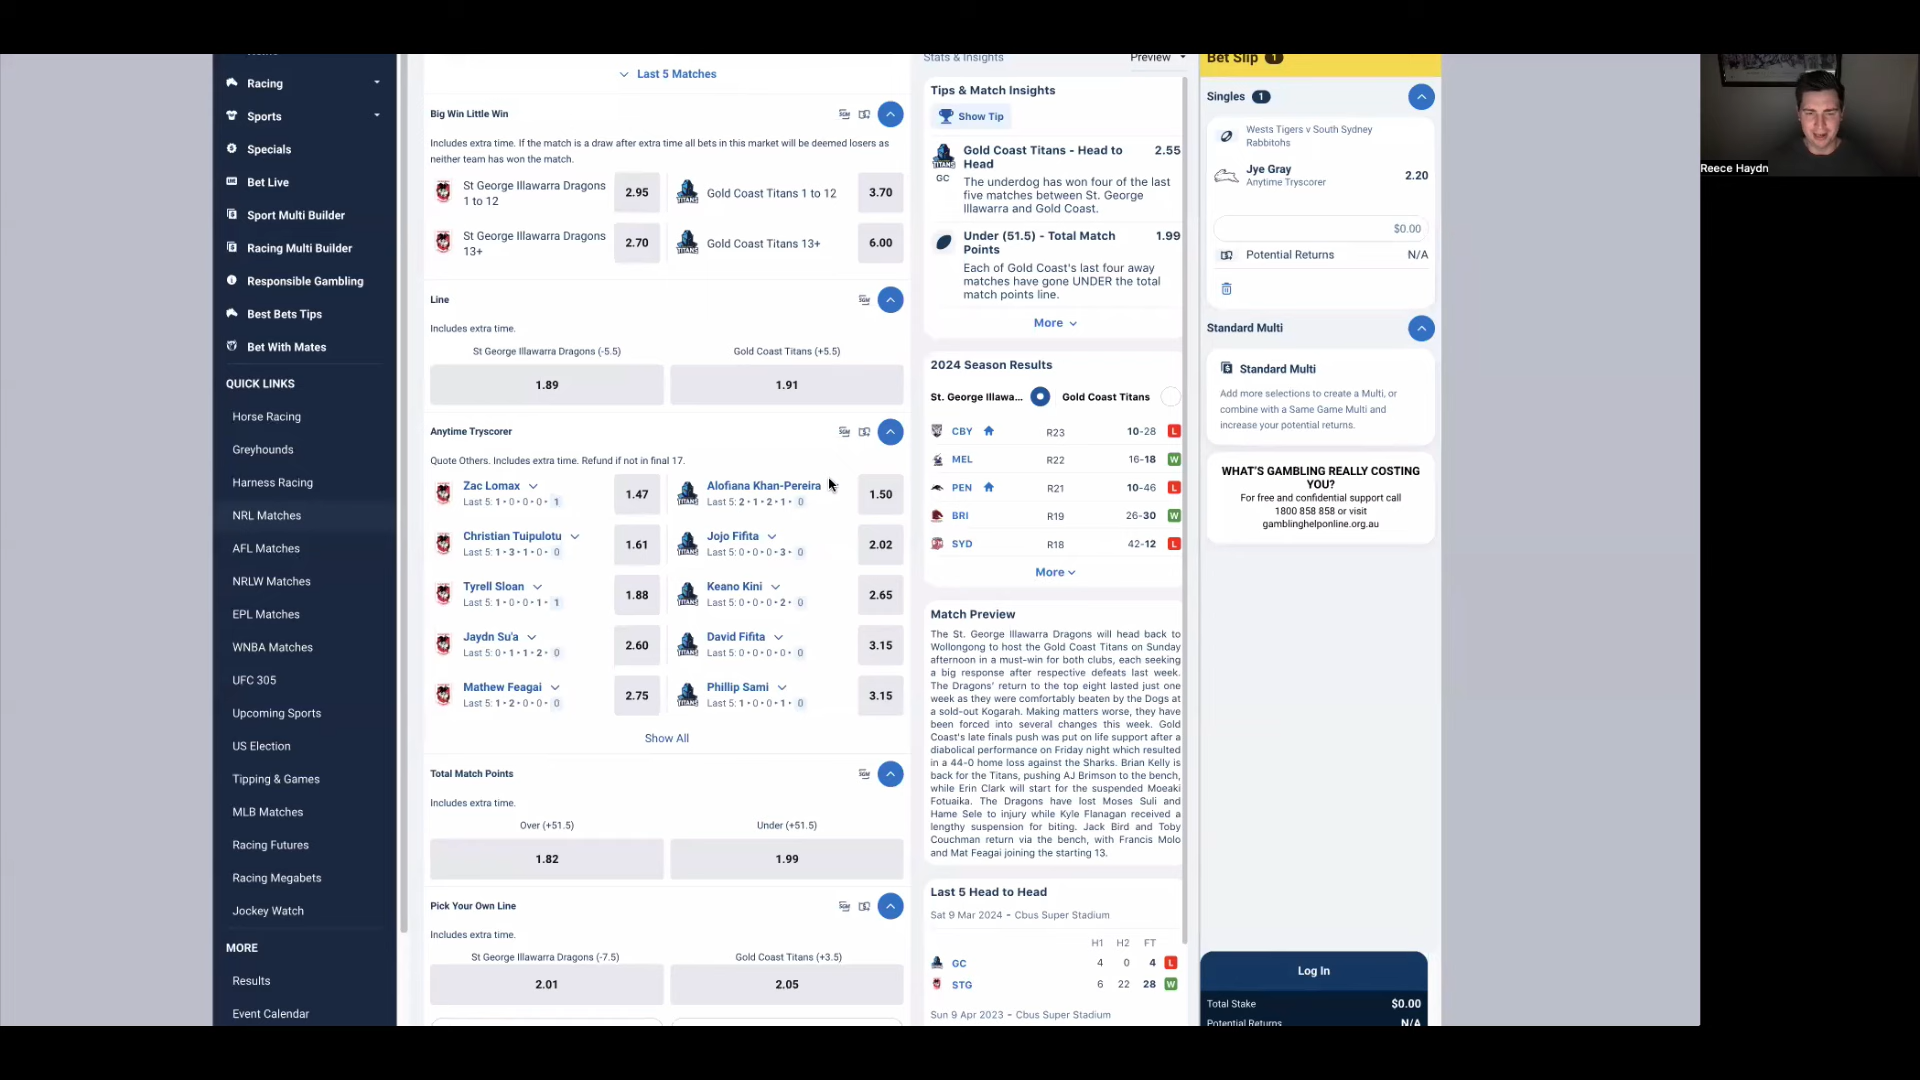 Racing
Sports
Specials
Bet Live
Sport Multi Builder
Racing Multi Builder
Responsible Gambling
Best Bets Tips
Bet With Mates
QUICK LINKS
Horse Racing
Greyhounds
Harness Racing
NRL Matches
AFL Matches
NRLW Matches
EPL Matches
WNBA Matches
UFC 305
Upcoming Sports
US Election
Tipping & Games
MLB Matches
Racing Futures
Racing Megabets
Jockey Watch
MORE
Results
Event Calendar
Last 5 Matches
Big Win Little Win
Includes extra time. If the match is a draw after extra time all bets in this market will be deemed losers as
neither team has won the match.
St George Illawarra Dragons
1 to 12
2.95
Gold Coast Titans 1 to 12
3.70
St George Illawarra Dragons
13+
2.70
Gold Coast Titans 13+
6.00
Line
Includes extra time.
St George Illawarra Dragons (-5.5)
Gold Coast Titans (+5.5)
1.89
1.91
Anytime Tryscorer
Quote Others. Includes extra time. Refund if not in final 17.
Zac Lomax
Last 5: 1 • 0 • 0 • 0 • 1
1.47
Alofiana Khan-Pereira
Last 5: 2 • 1 • 2 • 1 • 0
1.50
Christian Tuipulotu
Last 5: 1 • 3 • 1 • 0 • 0
1.61
Jojo Fifita
Last 5: 0 • 0 • 0 • 3 • 0
2.02
Tyrell Sloan
Last 5: 1 • 0 • 0 • 1 • 1
1.88
Keano Kini
Last 5: 0 • 0 • 0 • 2 • 0
2.65
Jaydn Su'a
Last 5: 0 • 1 • 1 • 2 • 0
2.60
David Fifita
Last 5: 0 • 0 • 0 • 0 • 0
3.15
Mathew Feagai
Last 5: 1 • 2 • 0 • 0 • 0
2.75
Phillip Sami
Last 5: 1 • 0 • 0 • 1 • 0
3.15
Show All
Total Match Points
Includes extra time.
Over (+51.5)
Under (+51.5)
1.82
1.99
Pick Your Own Line
Includes extra time.
St George Illawarra Dragons (-7.5)
Gold Coast Titans (+3.5)
2.01
2.05
Stats & Insights
Preview
Tips & Match Insights
Show Tip
GC
Gold Coast Titans - Head to
Head
2.55
The underdog has won four of the last
five matches between St. George
Illawarra and Gold Coast.
Under (51.5) - Total Match
Points
1.99
Each of Gold Coast's last four away
matches have gone UNDER the total
match points line.
More
2024 Season Results
St. George Illawa...
Gold Coast Titans
CBY R23 10-28 L
MEL R22 16-18 W
PEN R21 10-46 L
BRI R19 26-30 W
SYD R18 42-12 L
More
Match Preview
The St. George Illawarra Dragons will head back to
Wollongong to host the Gold Coast Titans on Sunday
afternoon in a must-win for both clubs, each seeking
a big response after respective defeats last week.
The Dragons' return to the top eight lasted just one
week as they were comfortably beaten by the Dogs at
a sold-out Kogarah. Making matters worse, they have
been forced into several changes this week. Gold
Coast's late finals push was put on life support after a
diabolical performance on Friday night which resulted
in a 44-0 home loss against the Sharks. Brian Kelly is
back for the Titans, pushing AJ Brimson to the bench,
while Erin Clark will start for the suspended Moeaki
Fotuaika. The Dragons have lost Moses Suli and
Hame Sele to injury while Kyle Flanagan received a
lengthy suspension for biting. Jack Bird and Toby
Couchman return via the bench, with Francis Molo
and Mat Feagai joining the starting 13.
Last 5 Head to Head
Sat 9 Mar 2024 - Cbus Super Stadium
H1 H2 FT
GC 4 0 4 L
STG 6 22 28 W
Sun 9 Apr 2023 - Cbus Super Stadium
Bet Slip 1
Singles 1
Wests Tigers v South Sydney
Rabbitohs
Jye Gray
Anytime Tryscorer
2.20
$0.00
Potential Returns
N/A
Standard Multi
Standard Multi
Add more selections to create a Multi, or
combine with a Same Game Multi and
increase your potential returns.
WHAT'S GAMBLING REALLY COSTING
YOU?
For free and confidential support call
1800 858 858 or visit
gamblinghelponline.org.au
Log In
Total Stake
$0.00
Potential Returns
N/A
Reece Haydn